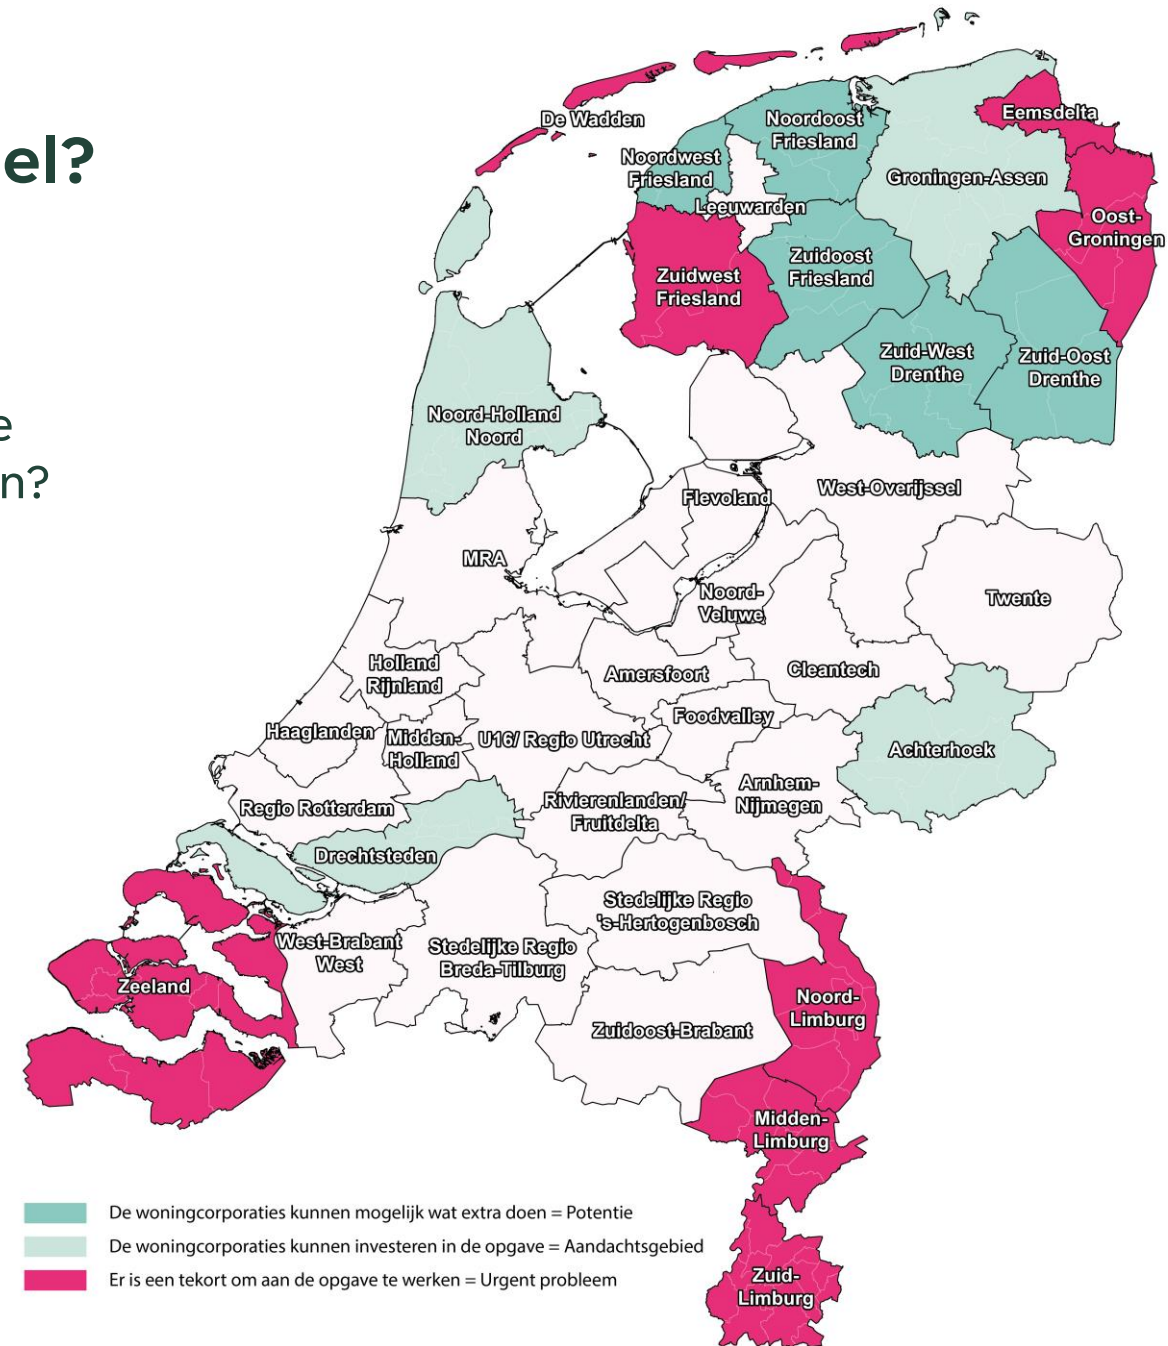 el?
e
n?
De Wadden
Noordoost
Friesland
Eemsdelta
Noordwest
Friesland
Groningen-Assen
Leeuwarden
Oost-
Groningen
Zuidwest
Friesland
Zuidoost
Friesland
Zuid-West
Drenthe
Zuid-Oost
Drenthe
Noord-Holland
Noord
Flevoland
West-Overijssel
MRA
Noord-
Veluwe
Twente
Holland
Rijnland
Amersfoort
Cleantech
Haaglanden
Midden-
Holland
U16/ Regio Utrecht
Foodvalley
Achterhoek
Regio Rotterdam
Rivierenlanden/
Fruitdelta
Arnhem-
Nijmegen
Drechtsteden
Stedelijke Regio
's-Hertogenbosch
West-Brabant
West
Stedelijke Regio
Breda-Tilburg
Zeeland
Noord-
Limburg
Zuidoost-Brabant
Midden-
Limburg
Zuid-
Limburg
De woningcorporaties kunnen mogelijk wat extra doen = Potentie
De woningcorporaties kunnen investeren in de opgave = Aandachtsgebied
Er is een tekort om aan de opgave te werken = Urgent probleem